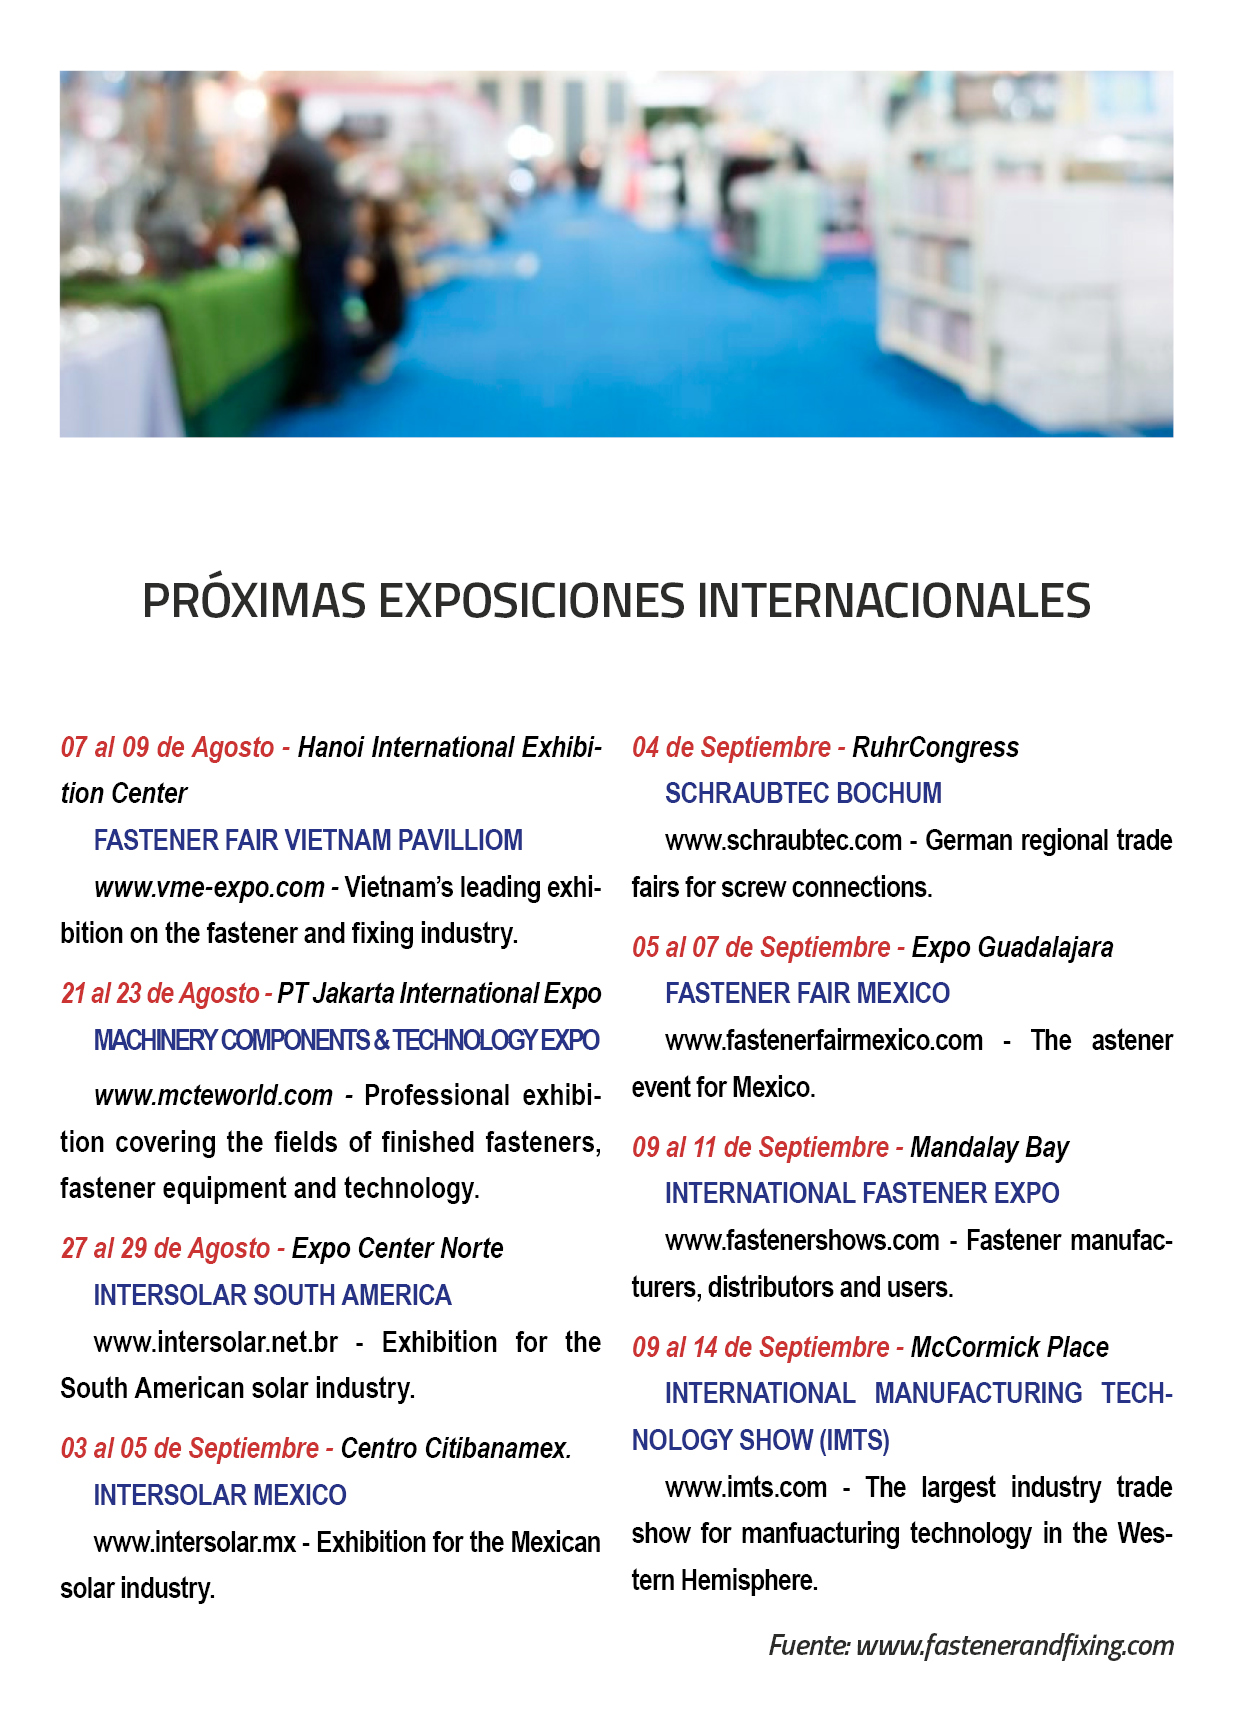 PRÓXIMAS EXPOSICIONES INTERNACIONALES
07 al 09 de Agosto - Hanoi International Exhibi-
tion Center
FASTENER FAIR VIETNAM PAVILLIOM
www.vme-expo.com - Vietnam’s leading exhi-
bition on the fastener and fixing industry.
21 al 23 de Agosto - PT Jakarta International Expo
MACHINERY COMPONENTS & TECHNOLOGY EXPO
www.mcteworld.com - Professional exhibi-
tion covering the fields of finished fasteners,
fastener equipment and technology.
27 al 29 de Agosto - Expo Center Norte
INTERSOLAR SOUTH AMERICA
www.intersolar.net.br - Exhibition for the
South American solar industry.
03 al 05 de Septiembre - Centro Citibanamex.
INTERSOLAR MEXICO
www.intersolar.mx - Exhibition for the Mexican
solar industry.
04 de Septiembre - RuhrCongress
SCHRAUBTEC BOCHUM
www.schraubtec.com - German regional trade
fairs for screw connections.
05 al 07 de Septiembre - Expo Guadalajara
FASTENER FAIR MEXICO
www.fastenerfairmexico.com - The astener
event for Mexico.
09 al 11 de Septiembre - Mandalay Bay
INTERNATIONAL FASTENER EXPO
www.fastenershows.com - Fastener manufac-
turers, distributors and users.
09 al 14 de Septiembre - McCormick Place
INTERNATIONAL MANUFACTURING TECH-
NOLOGY SHOW (IMTS)
www.imts.com - The largest industry trade
show for manfuacturing technology in the Wes-
tern Hemisphere.
Fuente: www.fastenerandfixing.com